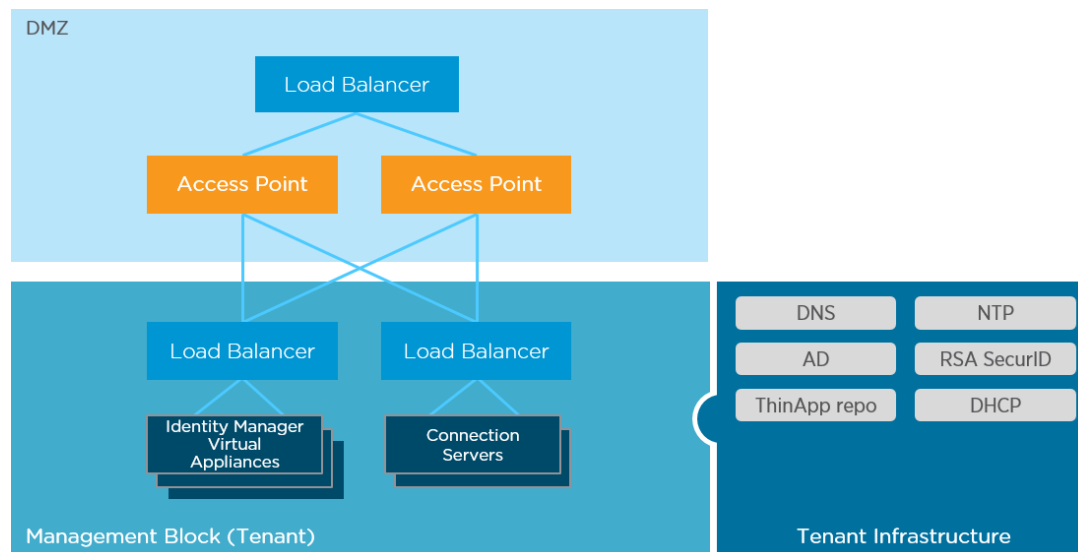 DMZ
Load Balancer
Access Point
Access Point
Load Balancer
Load Balancer
Identity Manager
Virtual
Appliances
Connection
Servers
Management Block (Tenant)
DNS
NTP
AD
RSA SecurID
ThinApp repo
DHCP
Tenant Infrastructure